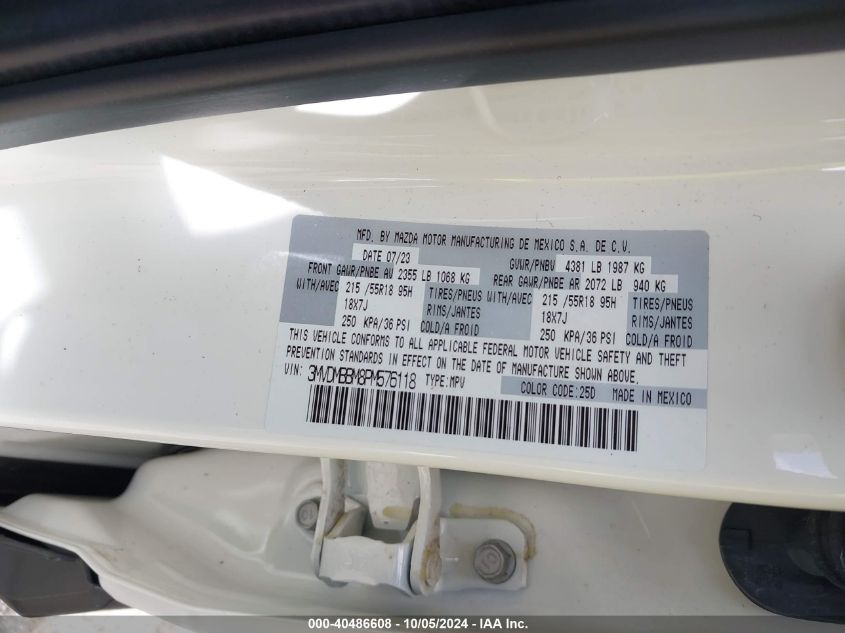 MFD. BY MAZDA MOTOR MANUFACTURING DE MEXICO S.A. DE C.V.
DATE 07/23 GVWR/PNBV 4381 LB 1987 KG
FRONT GAWR/PNBE AV 2355 LB 1068 KG REAR GAWR/PNBE AR 2072 LB 940 KG
WITH/AVEC 215 /55R18 95H TIRES/PNEUS WITH/AVEC 215 /55R18 95H TIRES/PNEUS
18X7J RIMS/JANTES 18X7J RIMS/JANTES
250 KPA/36 PSI COLD/A FROID 250 KPA/36 PSI COLD/A FROID
THIS VEHICLE CONFORMS TO ALL APPLICABLE FEDERAL MOTOR VEHICLE SAFETY AND THEFT
PREVENTION STANDARDS IN EFFECT ON THE DATE OF MANUFACTURE SHOWN ABOVE.
VIN: 3MVDMBBM8PM576118 TYPE:MPV COLOR CODE:25D MADE IN MEXICO
000-40486608 - 10/05/2024 - IAA Inc.